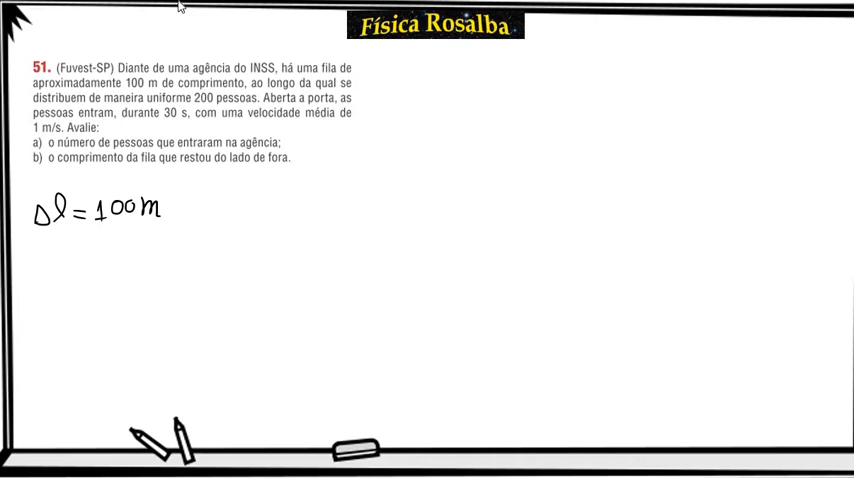 Física Rosalba
51. (Fuvest-SP) Diante de uma agência do INSS, há uma fila de
aproximadamente 100 m de comprimento, ao longo da qual se
distribuem de maneira uniforme 200 pessoas. Aberta a porta, as
pessoas entram, durante 30 s, com uma velocidade média de
1 m/s. Avalie:
a) o número de pessoas que entraram na agência;
b) o comprimento da fila que restou do lado de fora.
Δl = 100 m